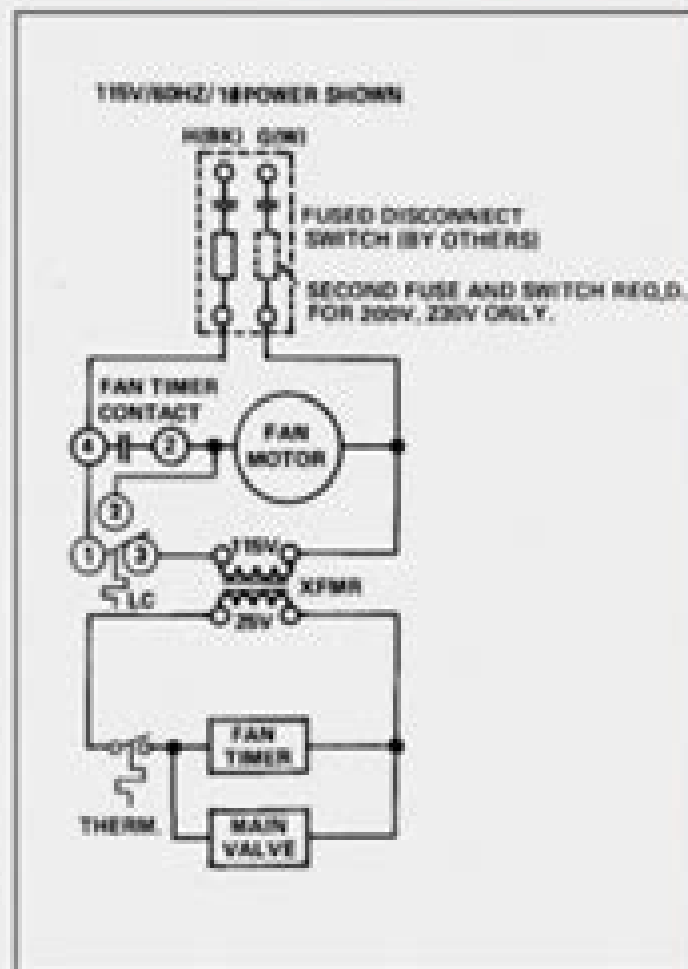 115V/60HZ/1ΦPOWER SHOWN
H(BK) G(W)
FUSED DISCONNECT
SWITCH (BY OTHERS)
SECOND FUSE AND SWITCH REQ,D.
FOR 200V, 230V ONLY.
FAN TIMER
CONTACT
4
2
FAN
MOTOR
2
1
3
115V
LC
XFMR
25V
FAN
TIMER
THERM.
MAIN
VALVE